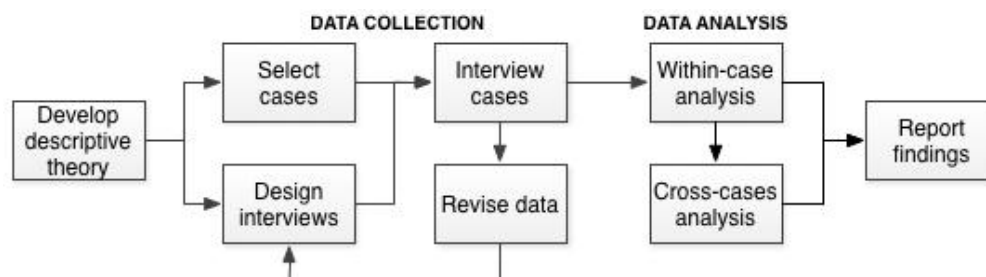 DATA COLLECTION
DATA ANALYSIS
Develop
descriptive
theory
Select
cases
Design
interviews
Interview
cases
Revise data
Within-case
analysis
Cross-cases
analysis
Report
findings